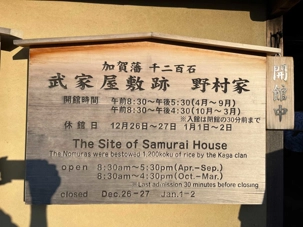 加賀藩 千二百石
武家屋敷跡 野村家
開館時間 午前8:30~午後5:30(4月~9月)
午前8:30~午後4:30(10月~3月)
※入館は閉館の30分前まで
休館日 12月26日~27日 1月1日~2日
The Site of Samurai House
The Nomuras were bestowed 1,200koku of rice by the Kaga clan
open 8:30am~5:30pm(Apr.-Sep.)
8:30am~4:30pm(Oct.-Mar.)
※Last admission 30 minutes before closing
closed Dec.26-27 Jan.1-2
開館中